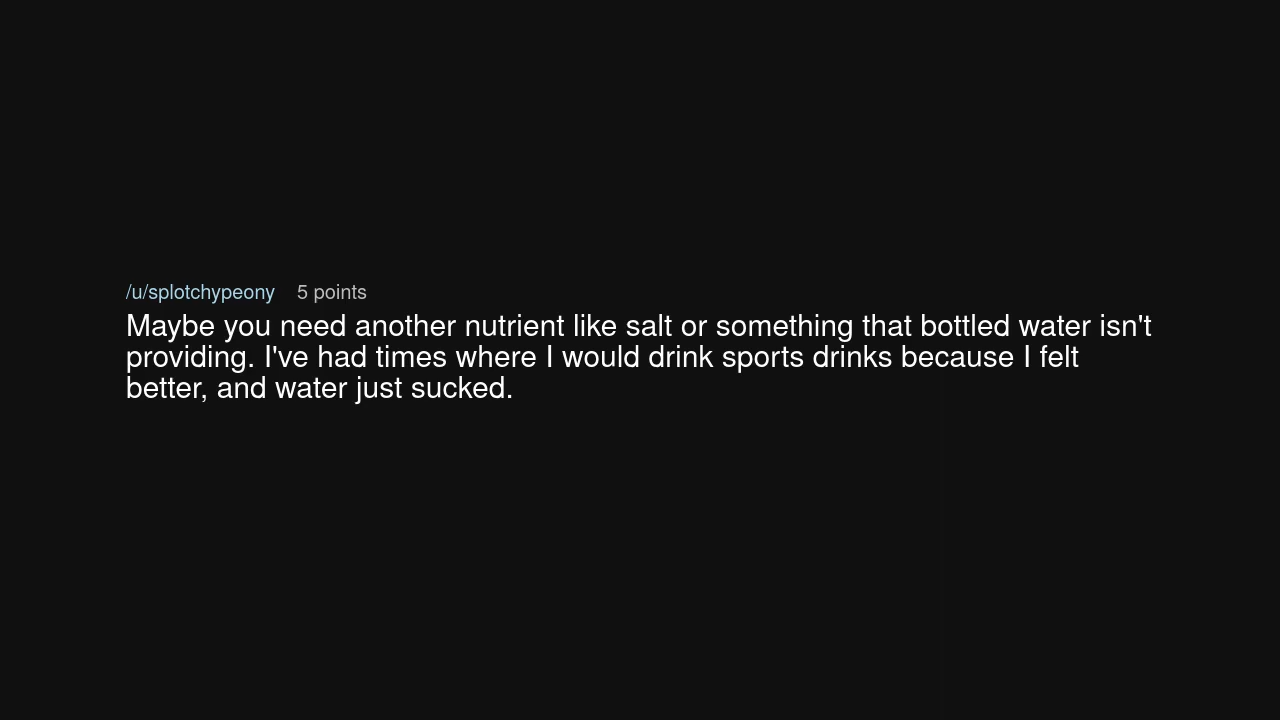 /u/splotchypeony 5 points
Maybe you need another nutrient like salt or something that bottled water isn't
providing. I've had times where I would drink sports drinks because I felt
better, and water just sucked.